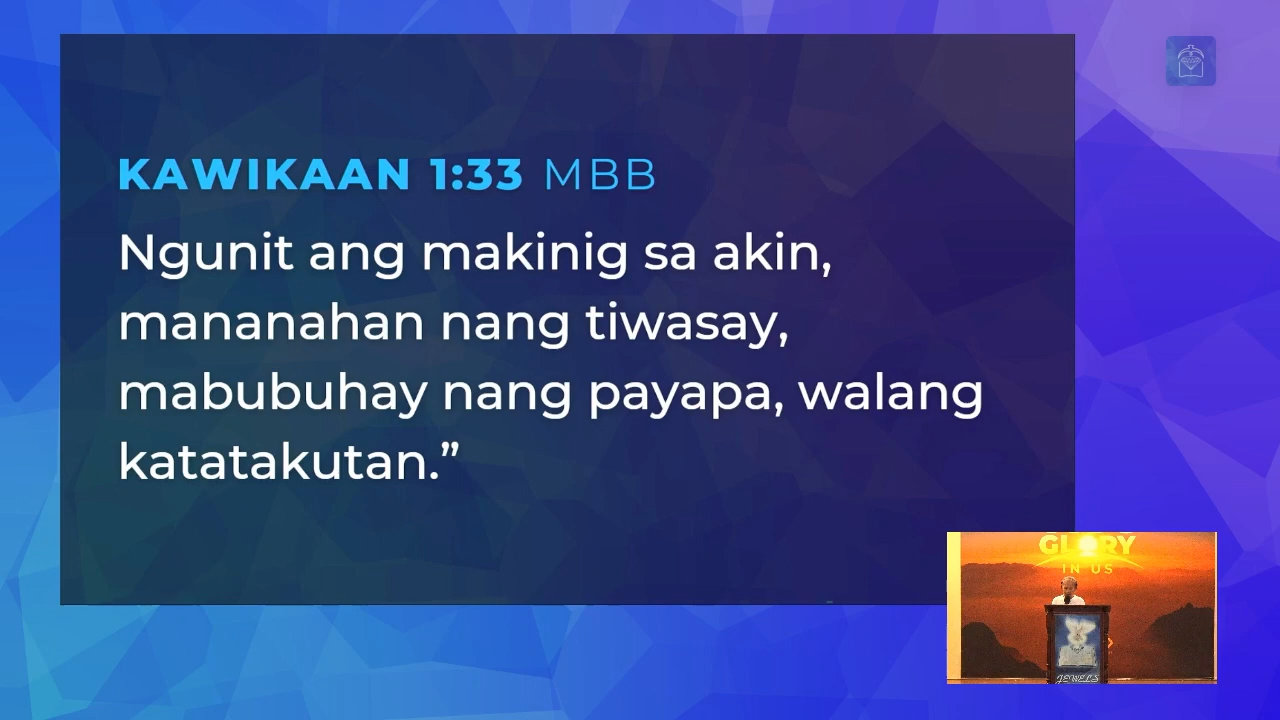 KAWIKAAN 1:33 MBB
Ngunit ang makinig sa akin,
mananahan nang tiwasay,
mabubuhay nang payapa, walang
katatakutan.”
GLORY
IN US
JEWELS